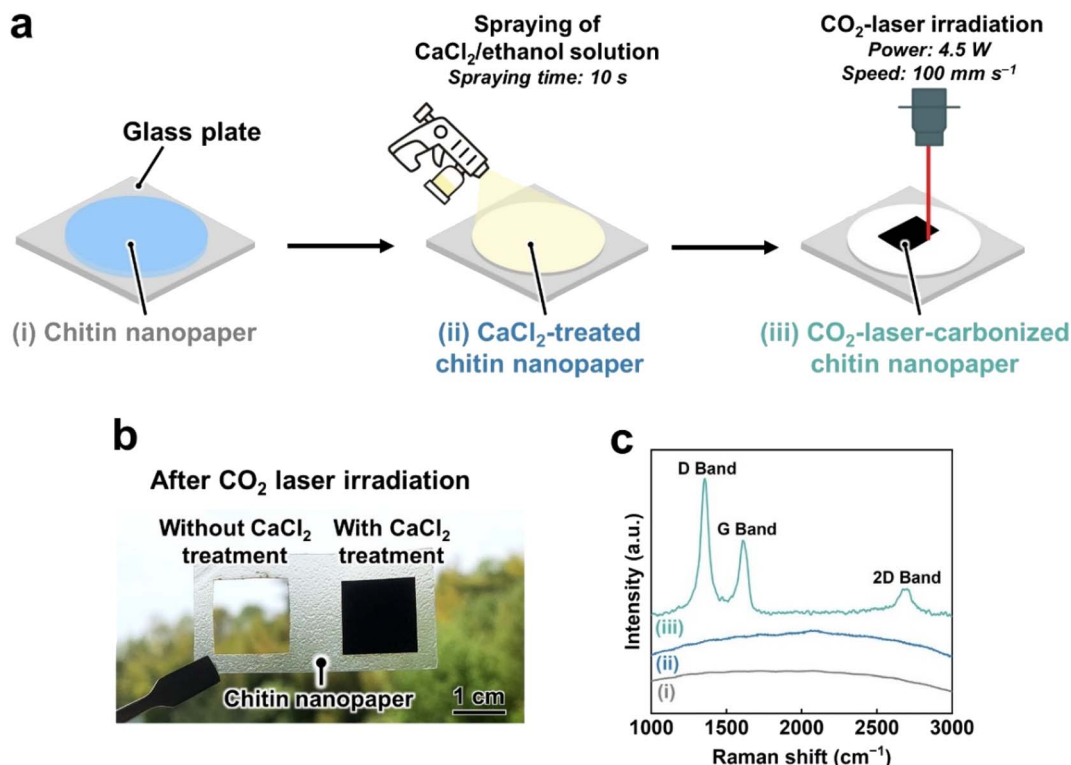 a
Spraying of
CaCl₂/ethanol solution
Spraying time: 10 s
CO₂-laser irradiation
Power: 4.5 W
Speed: 100 mm s⁻¹
Glass plate
(i) Chitin nanopaper
(ii) CaCl₂-treated
chitin nanopaper
(iii) CO₂-laser-carbonized
chitin nanopaper
b
After CO₂ laser irradiation
Without CaCl₂
treatment
With CaCl₂
treatment
Chitin nanopaper
1 cm
c
D Band
G Band
2D Band
(iii)
(ii)
(i)
Intensity (a.u.)
1000 1500 2000 2500 3000
Raman shift (cm⁻¹)